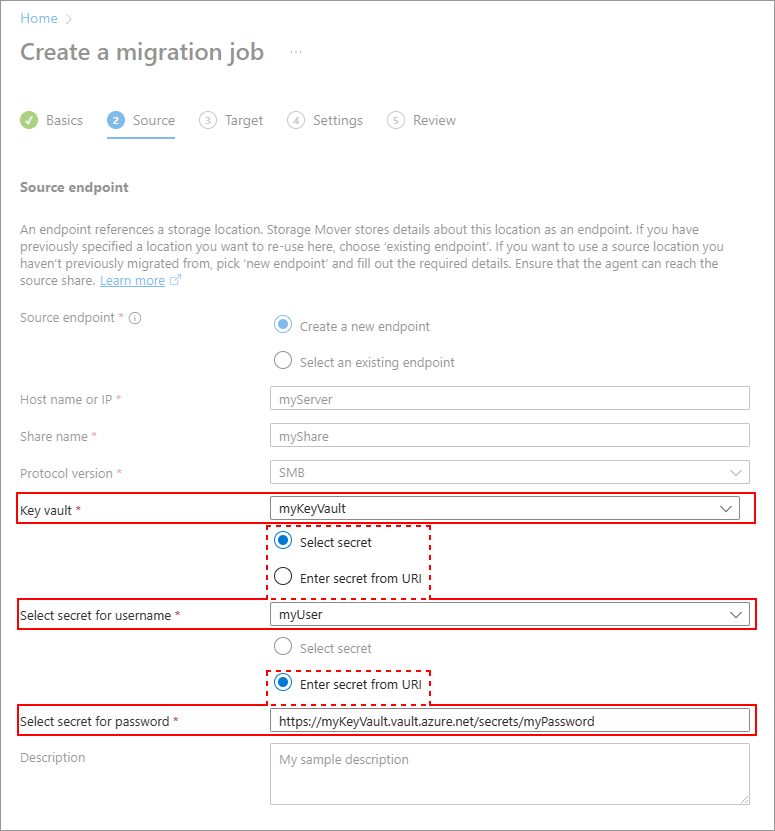 Home >
Create a migration job ...
✓ Basics 2 Source 3 Target 4 Settings 5 Review
Source endpoint
An endpoint references a storage location. Storage Mover stores details about this location as an endpoint. If you have
previously specified a location you want to re-use here, choose ‘existing endpoint’. If you want to use a source location you
haven’t previously migrated from, pick ‘new endpoint’ and fill out the required details. Ensure that the agent can reach the
source share. Learn more
Source endpoint *
Create a new endpoint
Select an existing endpoint
Host name or IP * myServer
Share name * myShare
Protocol version * SMB
Key vault * myKeyVault
Select secret
Enter secret from URI
Select secret for username * myUser
Select secret
Enter secret from URI
Select secret for password * https://myKeyVault.vault.azure.net/secrets/myPassword
Description My sample description